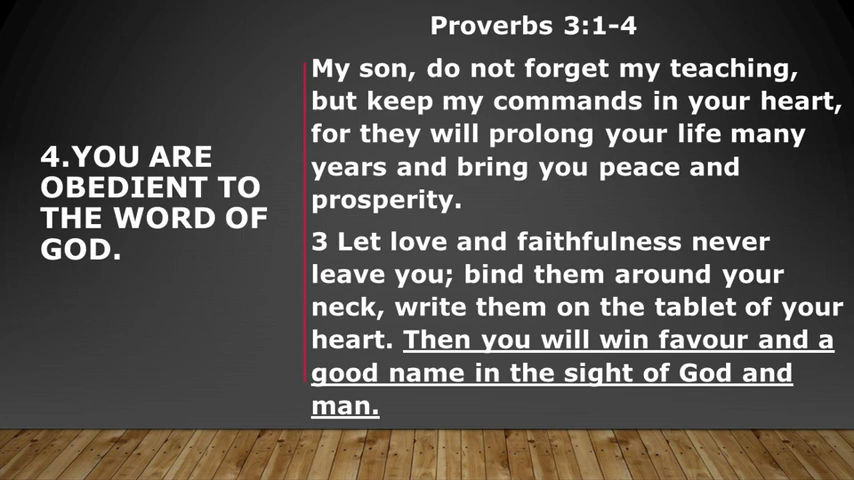 4.YOU ARE
OBEDIENT TO
THE WORD OF
GOD.
Proverbs 3:1-4
My son, do not forget my teaching,
but keep my commands in your heart,
for they will prolong your life many
years and bring you peace and
prosperity.
3 Let love and faithfulness never
leave you; bind them around your
neck, write them on the tablet of your
heart. Then you will win favour and a
good name in the sight of God and
man.